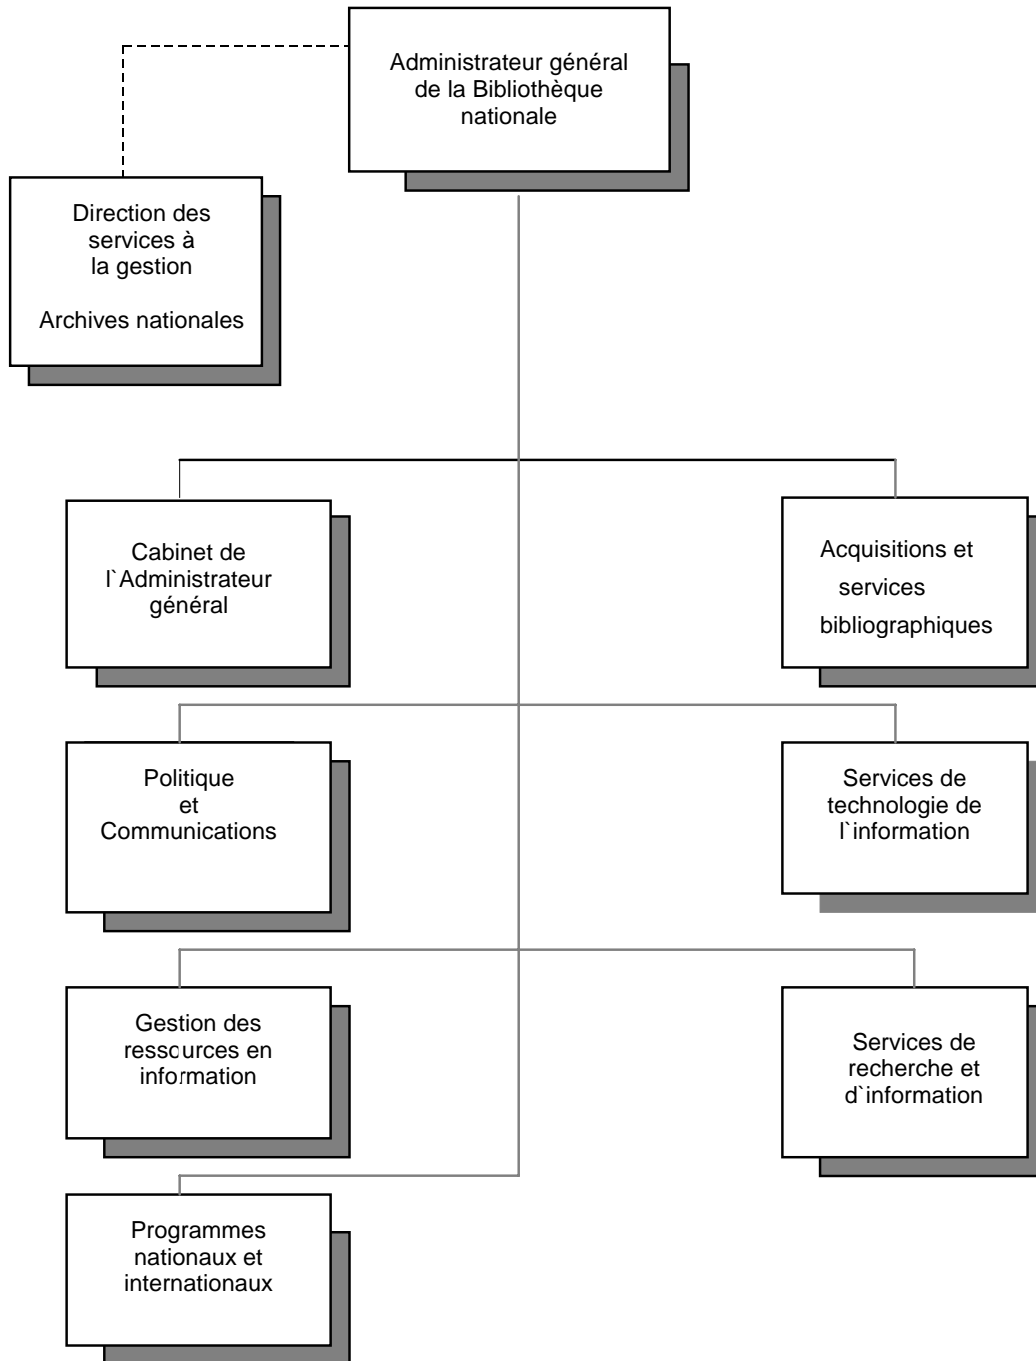 Administrateur général
de la Bibliothèque
nationale
Direction des
services à
la gestion
Archives nationales
Cabinet de
l`Administrateur
général
Acquisitions et
services
bibliographiques
Politique
et
Communications
Services de
technologie de
l`information
Gestion des
ressources en
information
Services de
recherche et
d`information
Programmes
nationaux et
internationaux